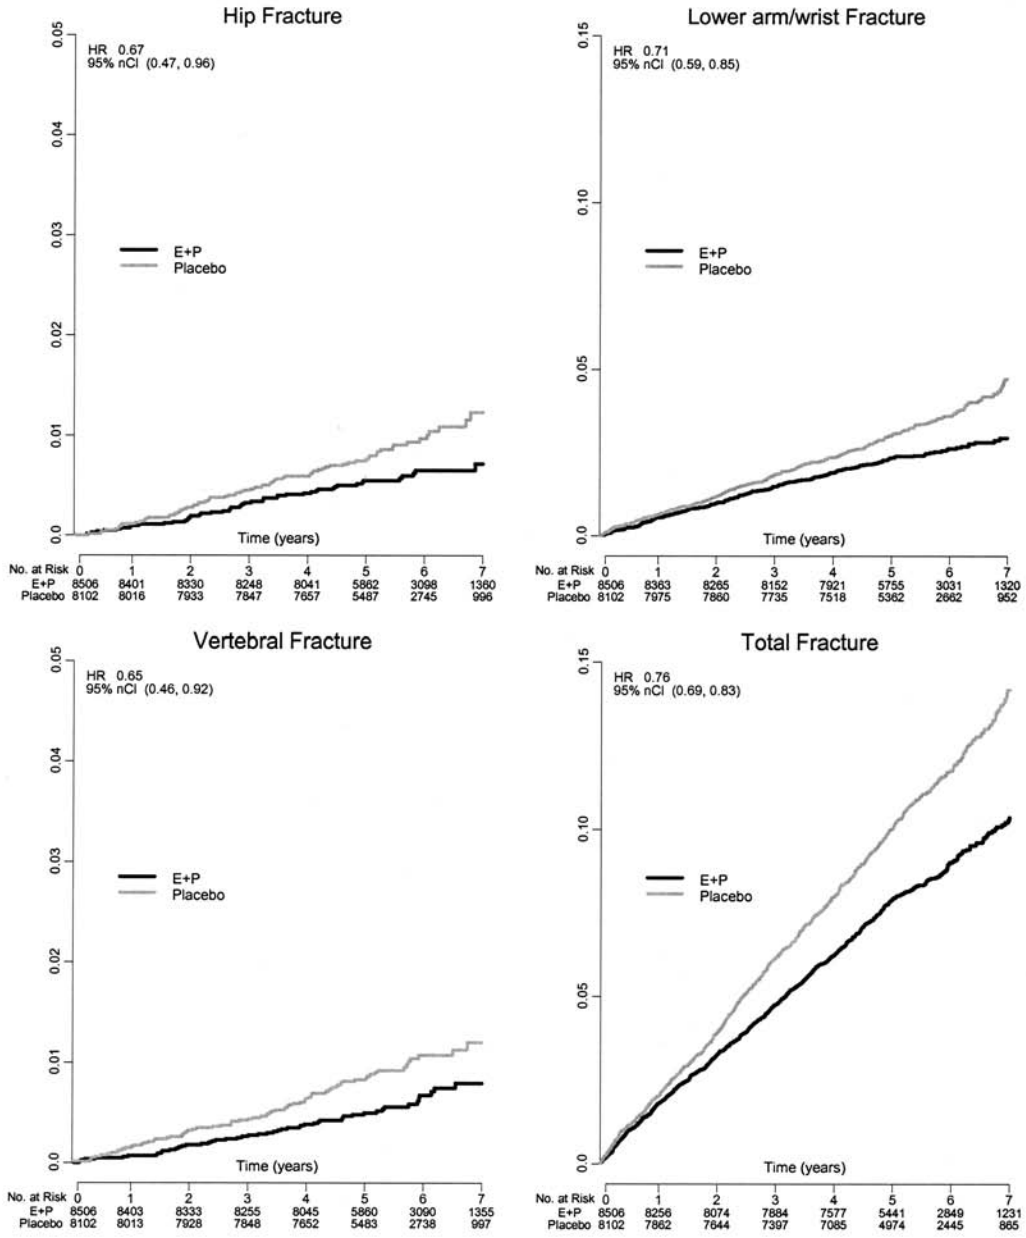 Hip Fracture
HR 0.67
95% nCI (0.47, 0.96)
0.05
0.04
0.03
0.02
0.01
0.0
E+P
Placebo
Time (years)
No. at Risk 0 1 2 3 4 5 6 7
E+P 8506 8401 8330 8248 8041 5862 3098 1360
Placebo 8102 8016 7933 7847 7657 5487 2745 996
Lower arm/wrist Fracture
HR 0.71
95% nCI (0.59, 0.85)
0.15
0.10
0.05
0.0
E+P
Placebo
Time (years)
No. at Risk 0 1 2 3 4 5 6 7
E+P 8506 8363 8265 8152 7921 5755 3031 1320
Placebo 8102 7975 7860 7735 7518 5362 2662 952
Vertebral Fracture
HR 0.65
95% nCI (0.46, 0.92)
0.05
0.04
0.03
0.02
0.01
0.0
E+P
Placebo
Time (years)
No. at Risk 0 1 2 3 4 5 6 7
E+P 8506 8403 8333 8255 8045 5860 3090 1355
Placebo 8102 8013 7928 7848 7652 5483 2738 997
Total Fracture
HR 0.76
95% nCI (0.69, 0.83)
0.15
0.10
0.05
0.0
E+P
Placebo
Time (years)
No. at Risk 0 1 2 3 4 5 6 7
E+P 8506 8256 8074 7884 7577 5441 2849 1231
Placebo 8102 7862 7644 7397 7085 4974 2445 865